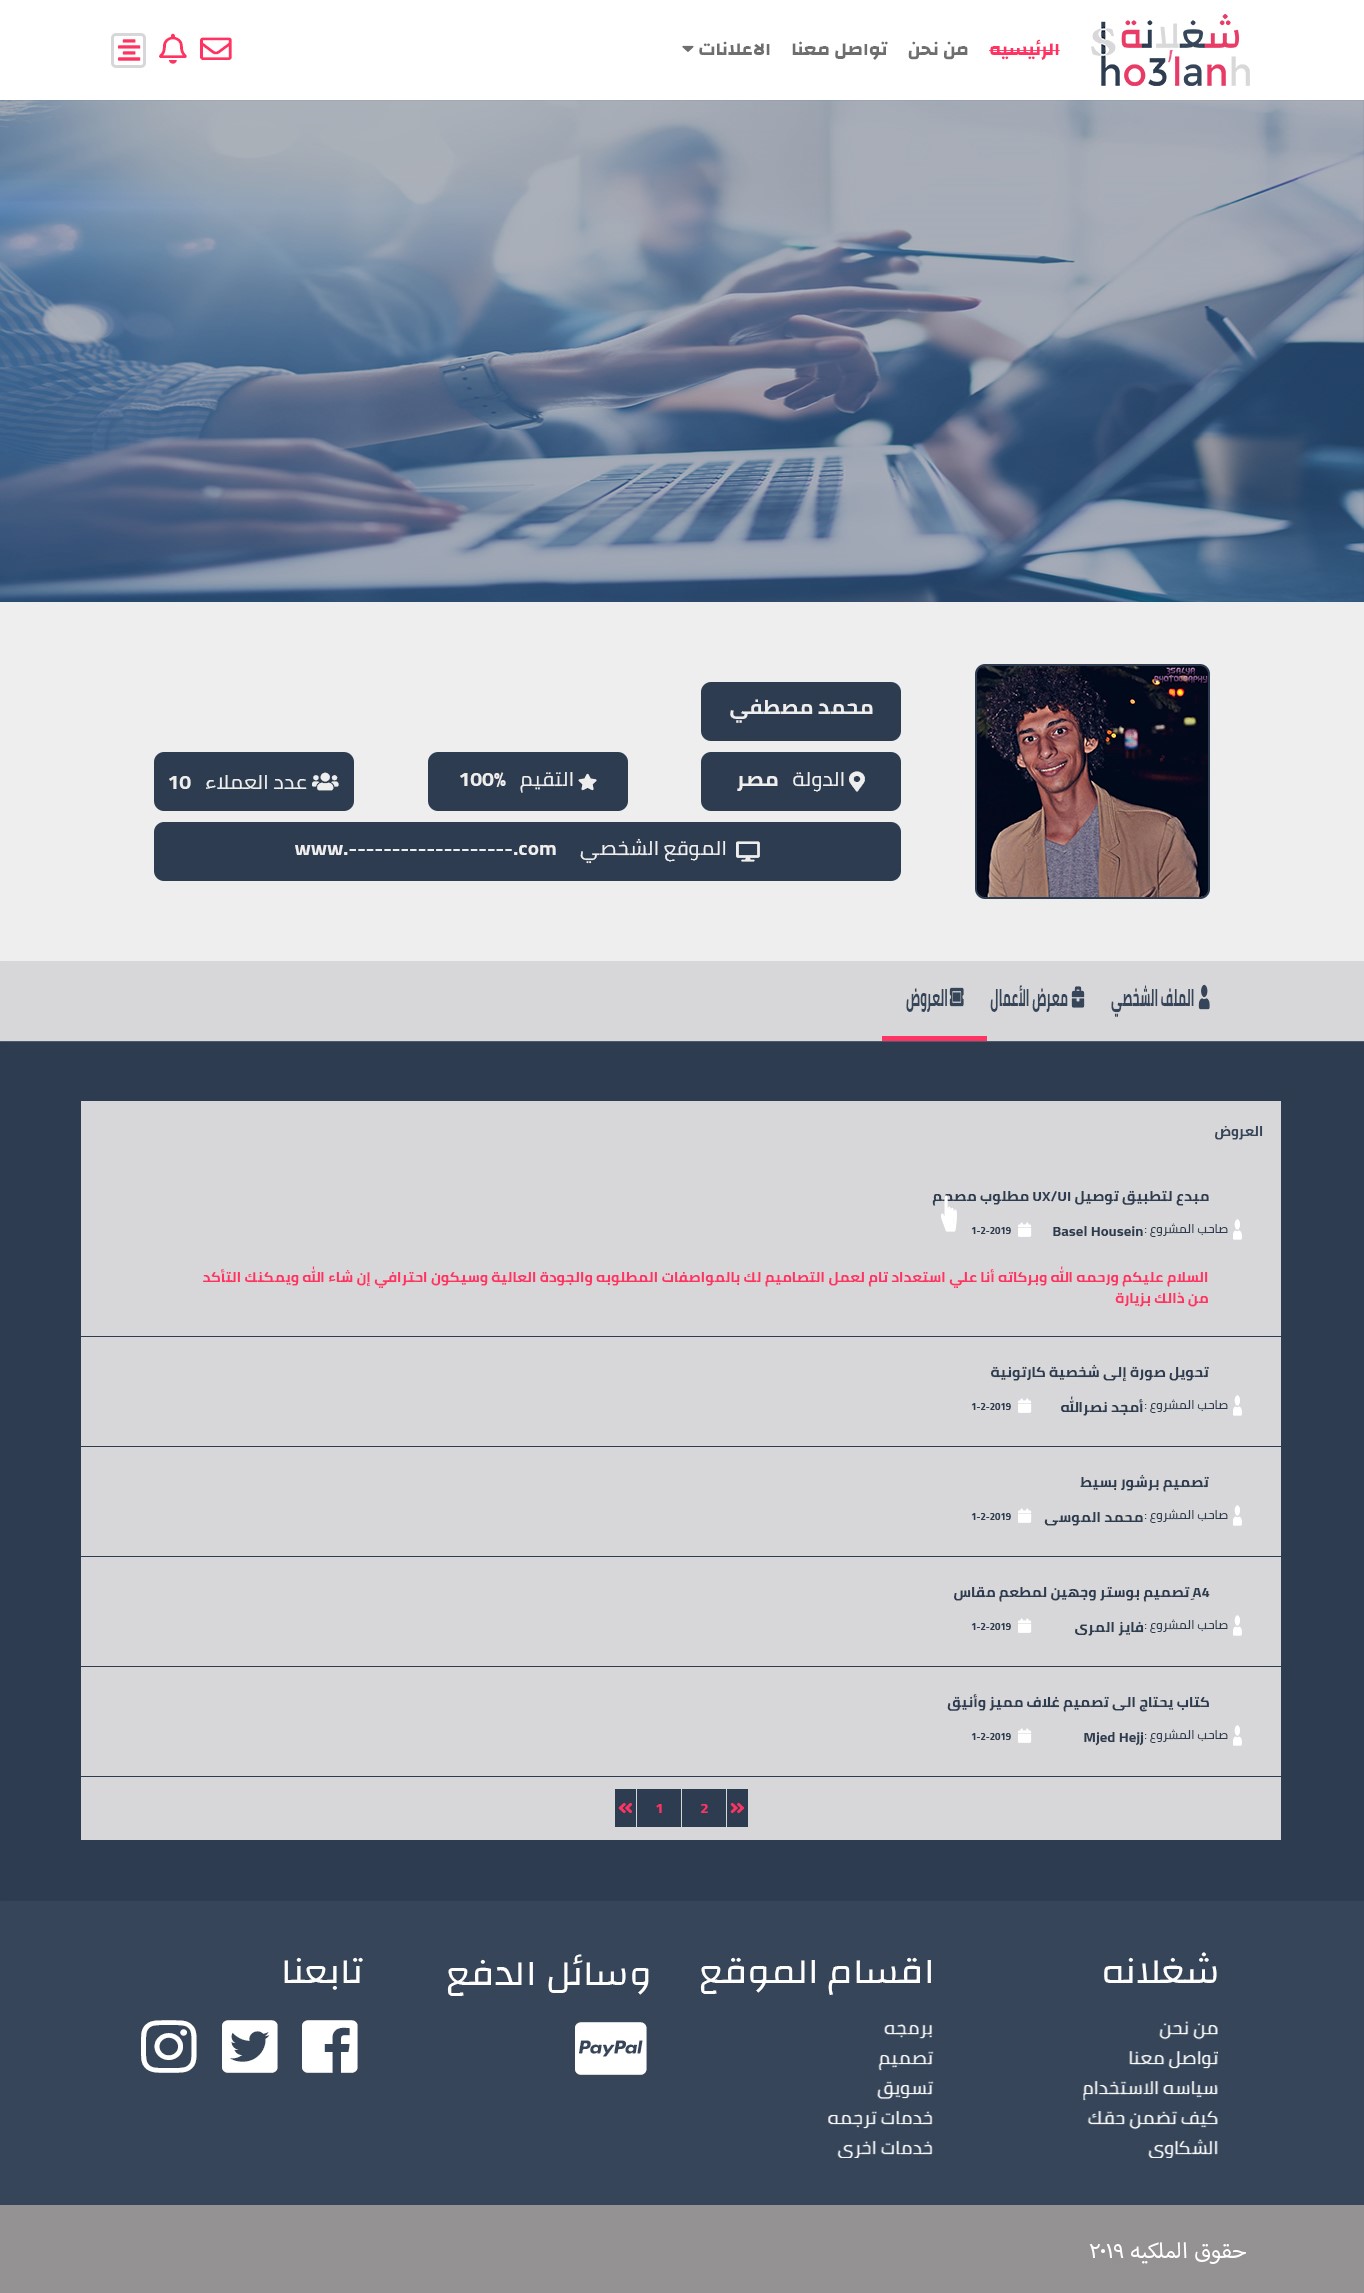 شغلانة
Sho3lanah
الرئيسيه
من نحن
تواصل معنا
الاعلانات
3SALYA
PHOTOGRAPHY
محمد مصطفي
الدولة مصر
التقيم 100%
عدد العملاء 10
الموقع الشخصي www.-------------------.com
الملف الشخصي
معرض الأعمال
العروض
العروض
مبدع لتطبيق توصيل UX/UI مطلوب مصمم
صاحب المشروع :Basel Housein 1-2-2019
السلام عليكم ورحمه الله وبركاته أنا علي استعداد تام لعمل التصاميم لك بالمواصفات المطلوبه والجودة العالية وسيكون احترافي إن شاء الله ويمكنك التأكد
من ذالك بزيارة
تحويل صورة إلى شخصية كارتونية
صاحب المشروع :أمجد نصرالله 1-2-2019
تصميم برشور بسيط
صاحب المشروع :محمد الموسى 1-2-2019
A4 تصميم بوستر وجهين لمطعم مقاس
صاحب المشروع :فايز المرى 1-2-2019
كتاب يحتاج الى تصميم غلاف مميز وأنيق
صاحب المشروع :Mjed Hejj 1-2-2019
« 1 2 »
شغلانه
من نحن
تواصل معنا
سياسه الاستخدام
كيف تضمن حقك
الشكاوى
اقسام الموقع
برمجه
تصميم
تسويق
خدمات ترجمه
خدمات اخرى
وسائل الدفع
PayPal
تابعنا
حقوق الملكيه ٢٠١٩